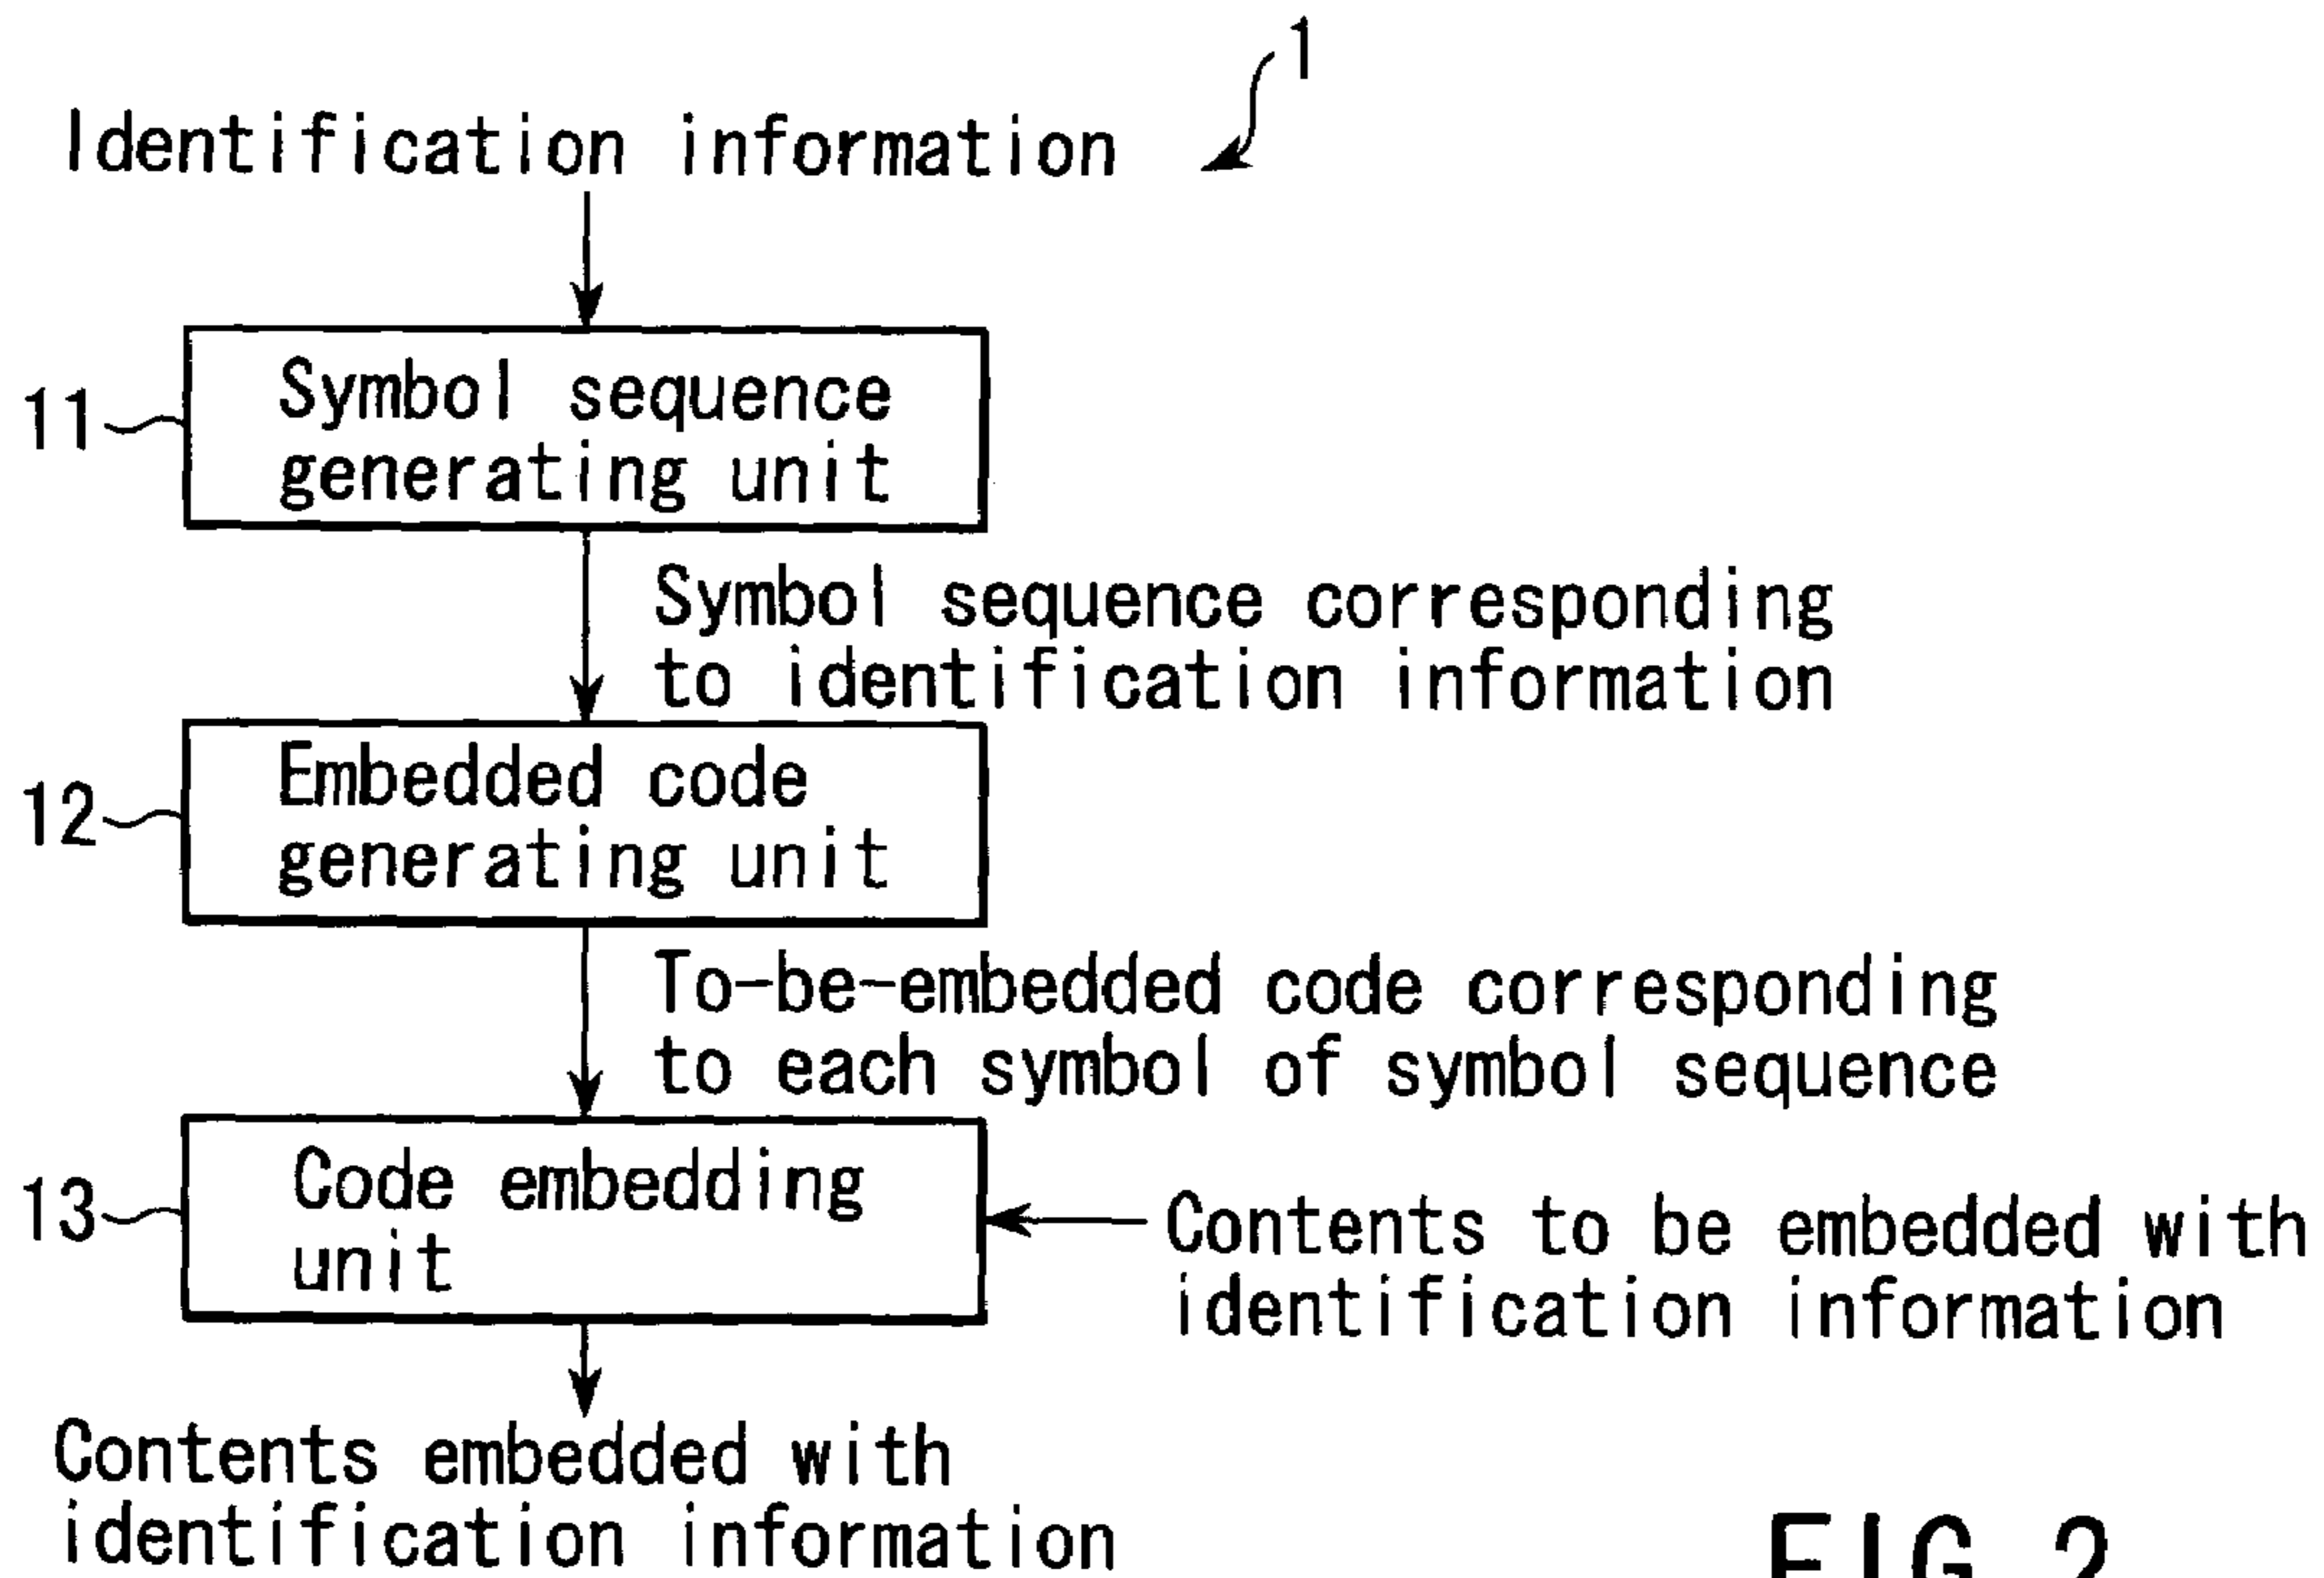 1
Identification information
11
Symbol sequence
generating unit
Symbol sequence corresponding
to identification information
12
Embedded code
generating unit
To-be-embedded code corresponding
to each symbol of symbol sequence
13
Code embedding
unit
Contents to be embedded with
identification information
Contents embedded with
identification information
FIG.2